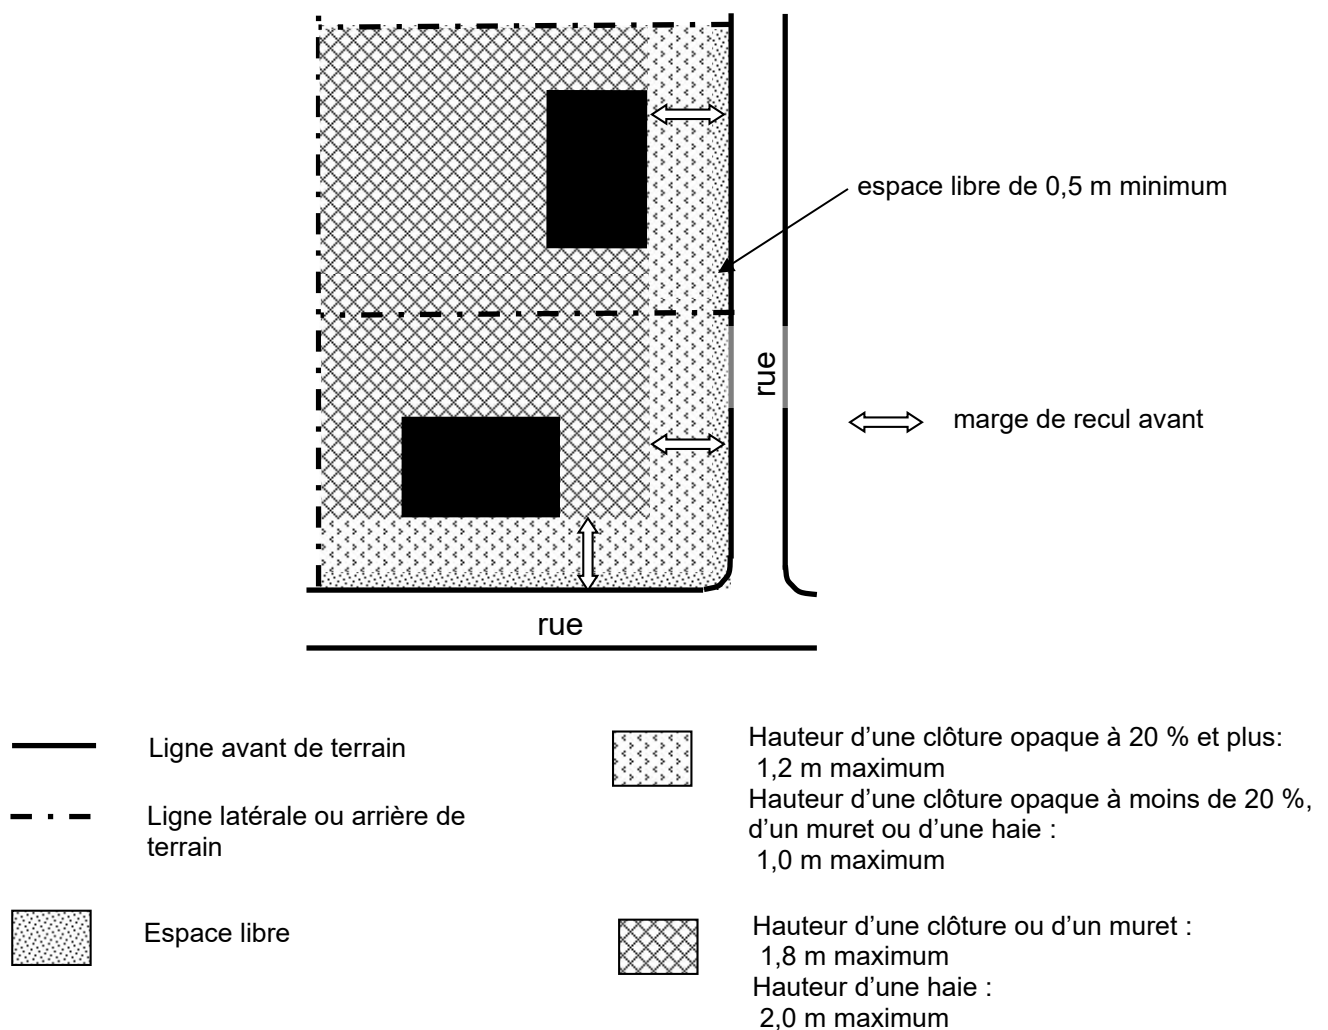 espace libre de 0,5 m minimum
rue
marge de recul avant
rue
Ligne avant de terrain
Ligne latérale ou arrière de
terrain
Espace libre
Hauteur d’une clôture opaque à 20 % et plus:
1,2 m maximum
Hauteur d’une clôture opaque à moins de 20 %,
d’un muret ou d’une haie :
1,0 m maximum
Hauteur d’une clôture ou d’un muret :
1,8 m maximum
Hauteur d’une haie :
2,0 m maximum